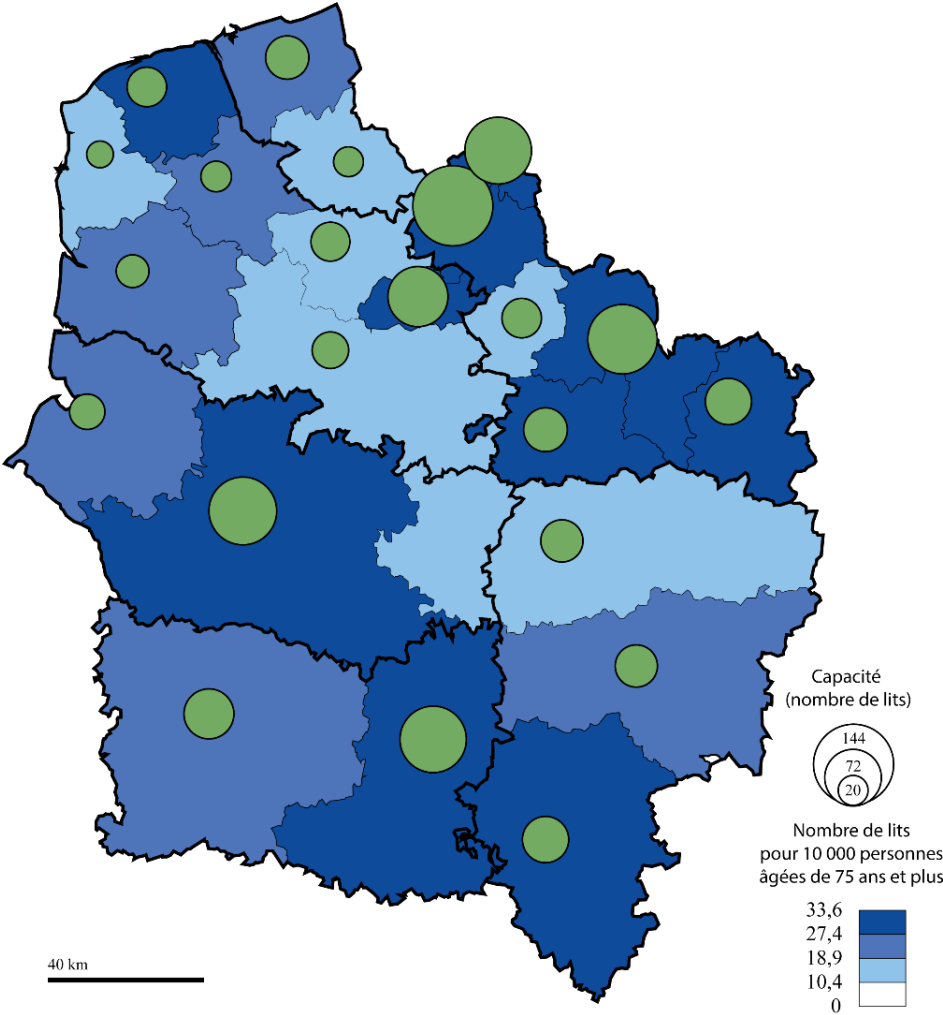 Capacité
(nombre de lits)
144
72
20
Nombre de lits
pour 10 000 personnes
âgées de 75 ans et plus
33,6
27,4
18,9
10,4
0
40 km